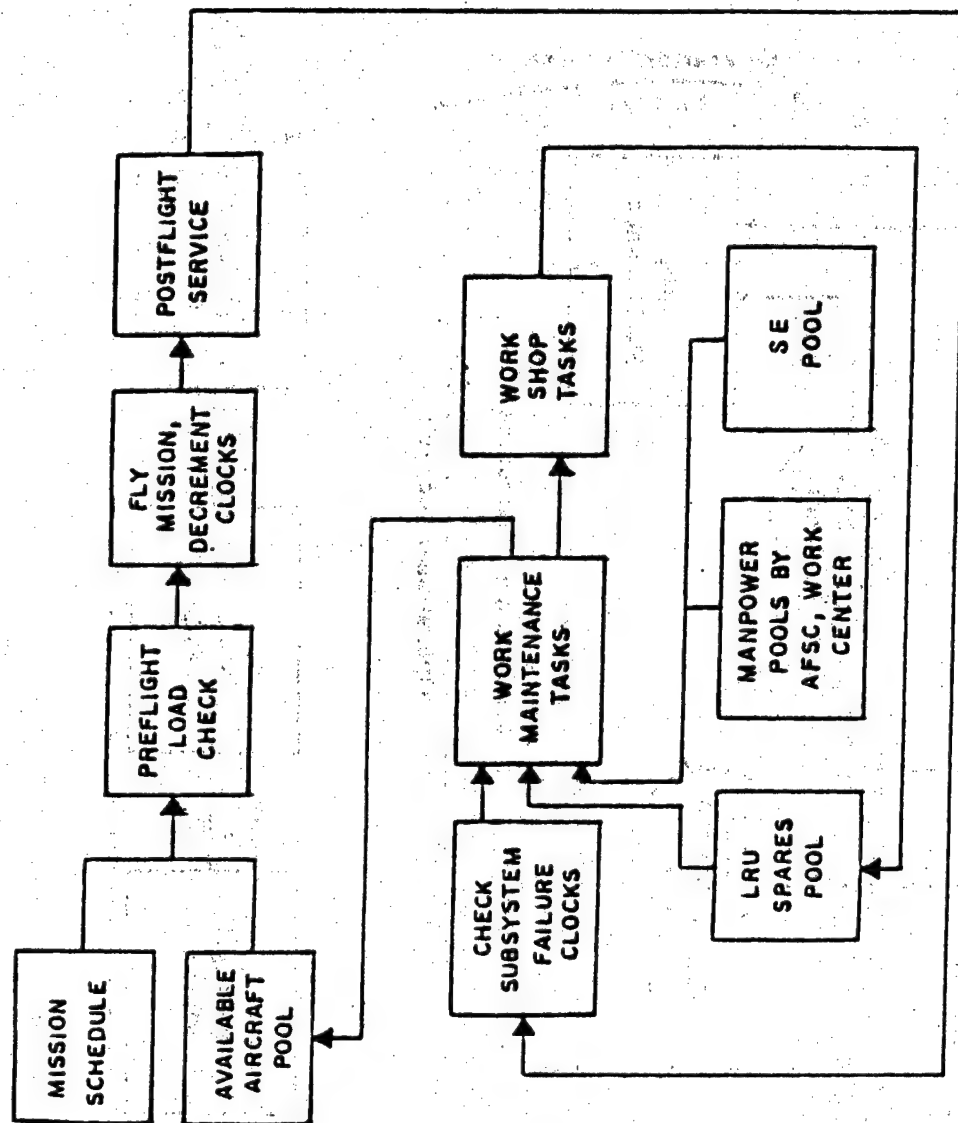 MISSION
SCHEDULE
AVAILABLE
AIRCRAFT
POOL
PREFLIGHT
LOAD
CHECK
FLY
MISSION,
DECREMENT
CLOCKS
POSTFLIGHT
SERVICE
CHECK
SUBSYSTEM
FAILURE
CLOCKS
WORK
MAINTENANCE
TASKS
WORK
SHOP
TASKS
LRU
SPARES
POOL
MANPOWER
POOLS BY
AFSC, WORK
CENTER
SE
POOL